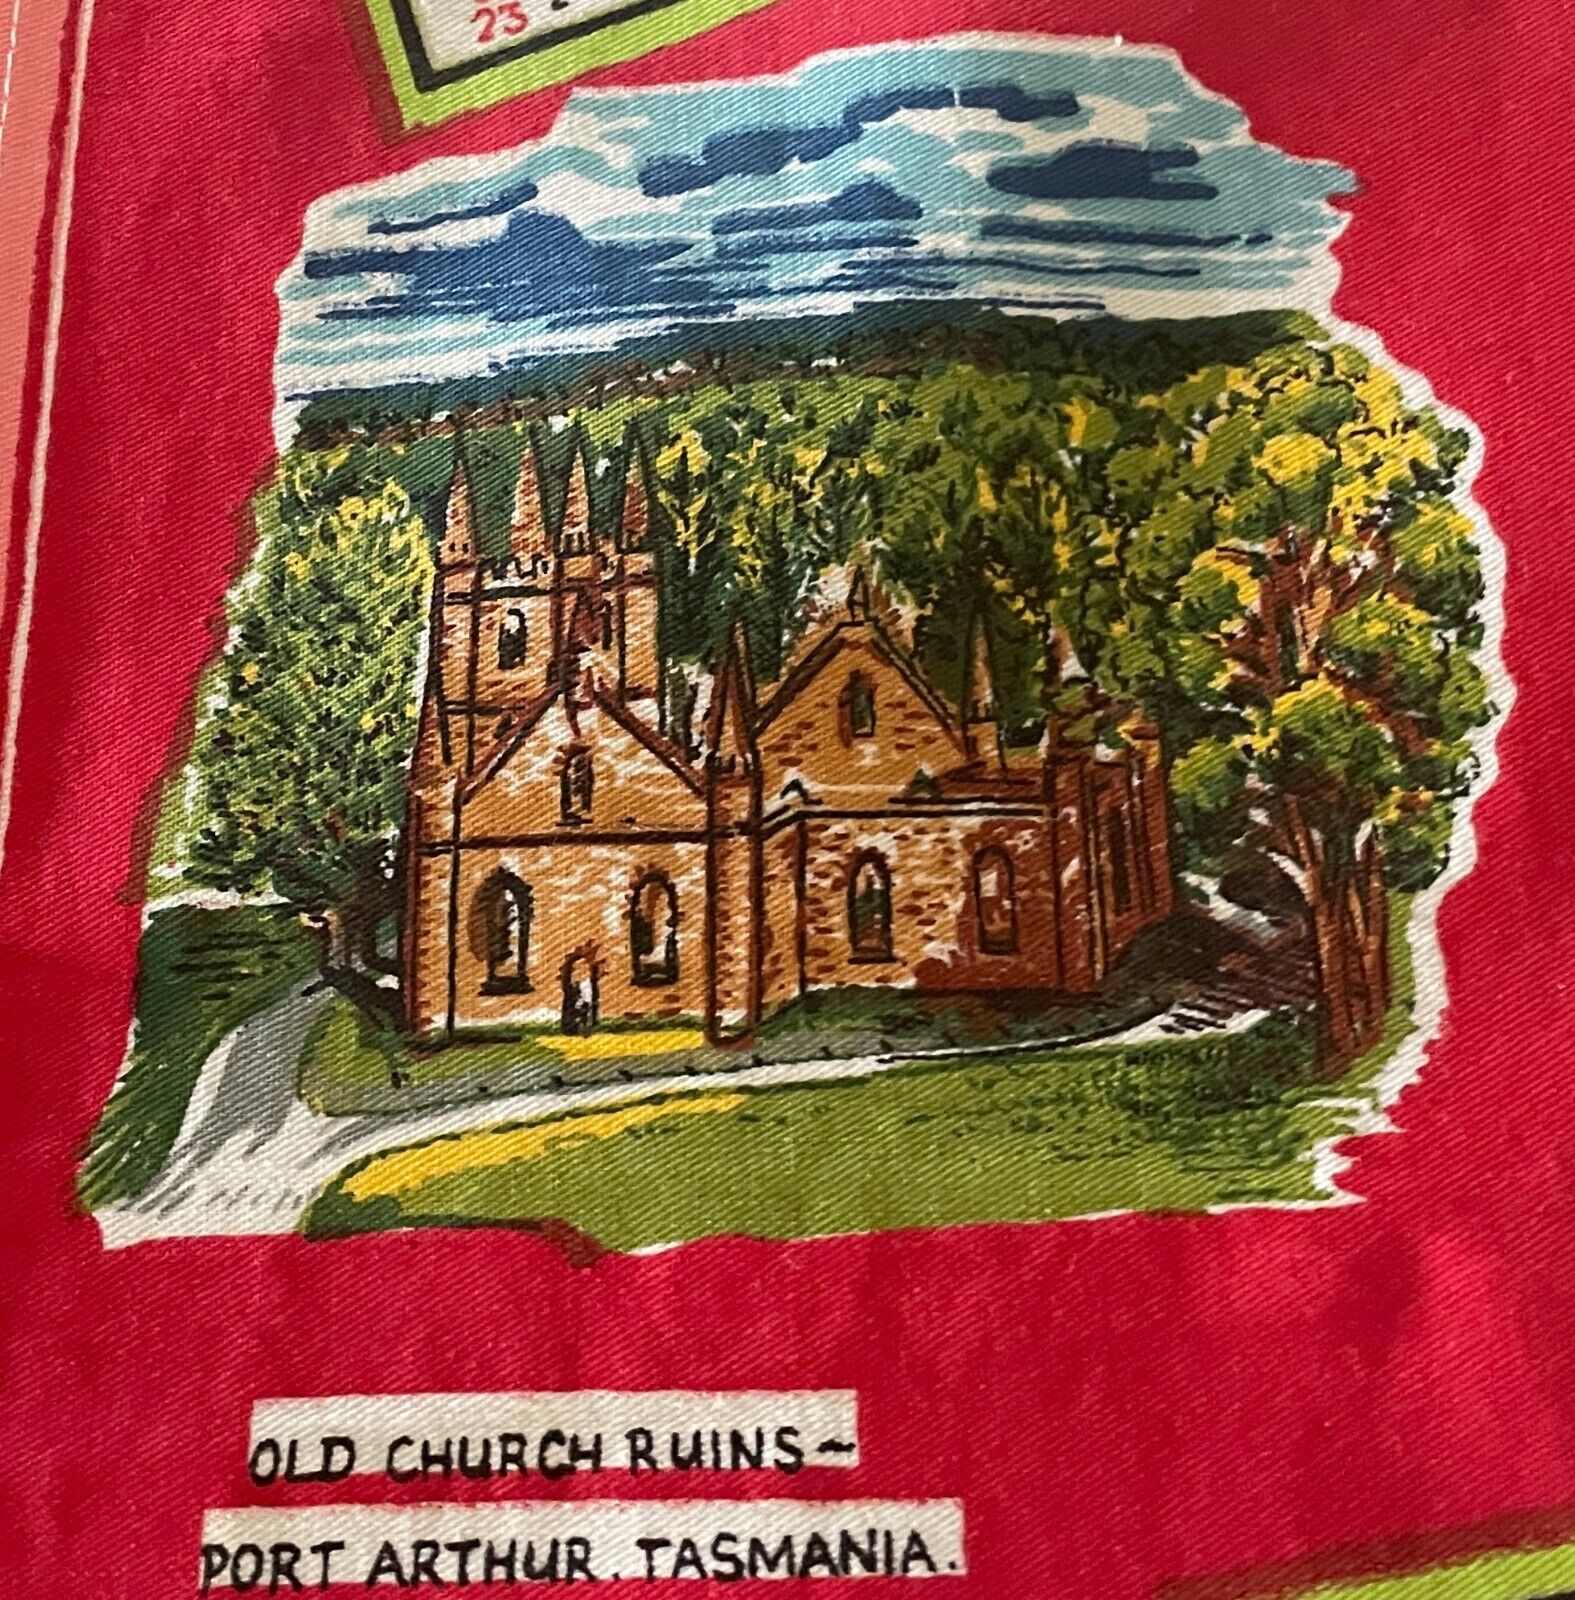 23
OLD CHURCH RUINS ~
PORT ARTHUR. TASMANIA.